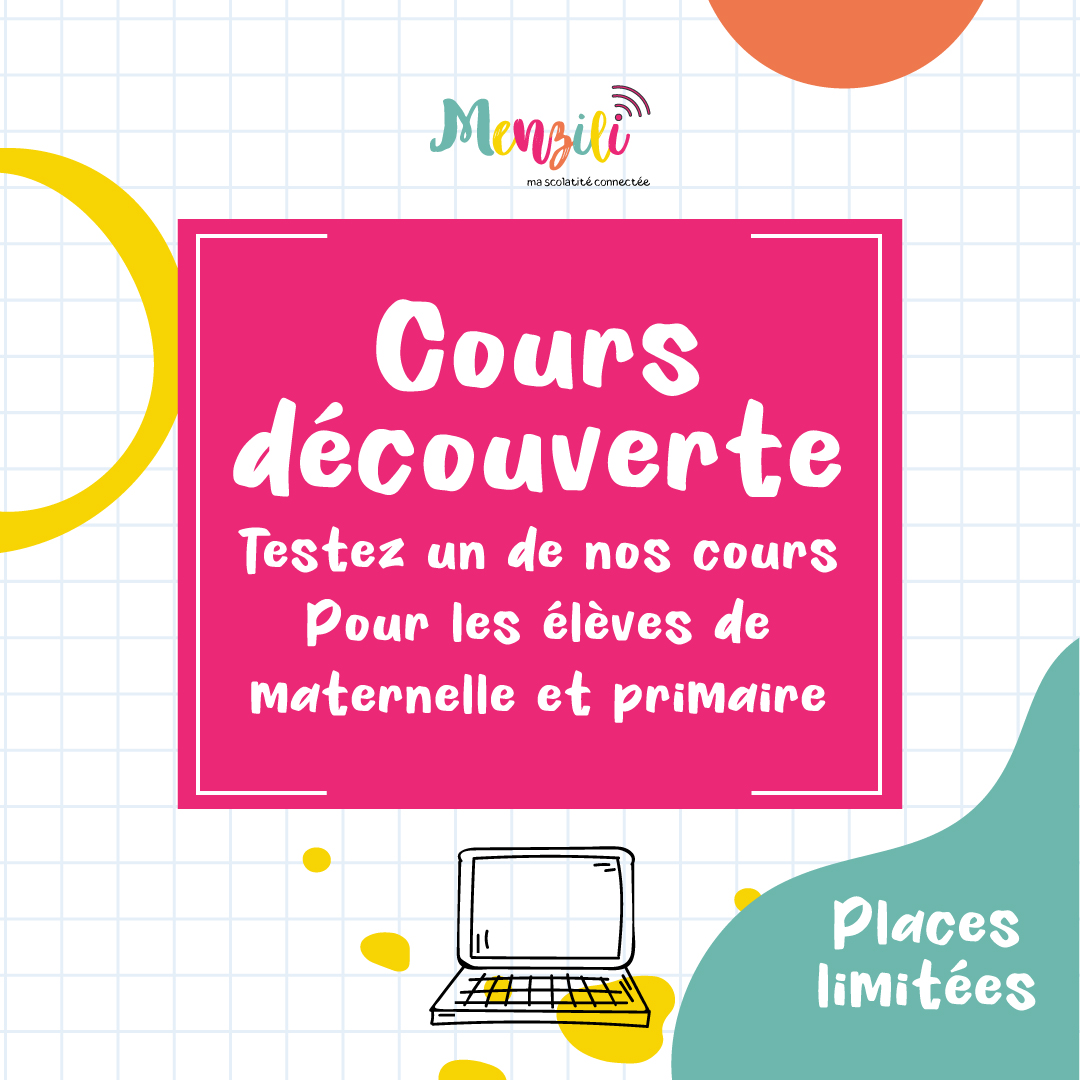 Menzili
ma scolatité connectée
Cours
découverte
Testez un de nos cours
Pour les élèves de
maternelle et primaire
Places
limitées